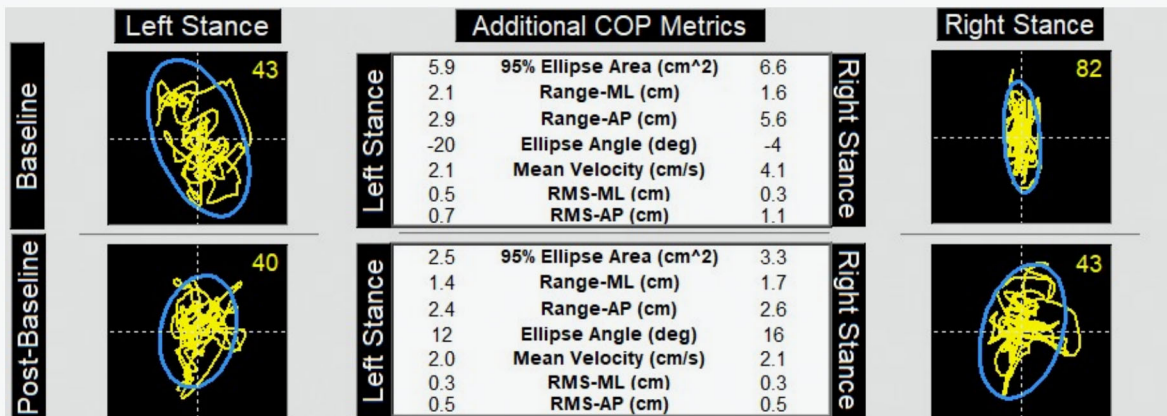 Left Stance Additional COP Metrics Right Stance
Baseline
43
Left Stance
5.9 95% Ellipse Area (cm^2) 6.6
2.1 Range-ML (cm) 1.6
2.9 Range-AP (cm) 5.6
-20 Ellipse Angle (deg) -4
2.1 Mean Velocity (cm/s) 4.1
0.5 RMS-ML (cm) 0.3
0.7 RMS-AP (cm) 1.1
Right Stance
82
Post-Baseline
40
Left Stance
2.5 95% Ellipse Area (cm^2) 3.3
1.4 Range-ML (cm) 1.7
2.4 Range-AP (cm) 2.6
12 Ellipse Angle (deg) 16
2.0 Mean Velocity (cm/s) 2.1
0.3 RMS-ML (cm) 0.3
0.5 RMS-AP (cm) 0.5
Right Stance
43